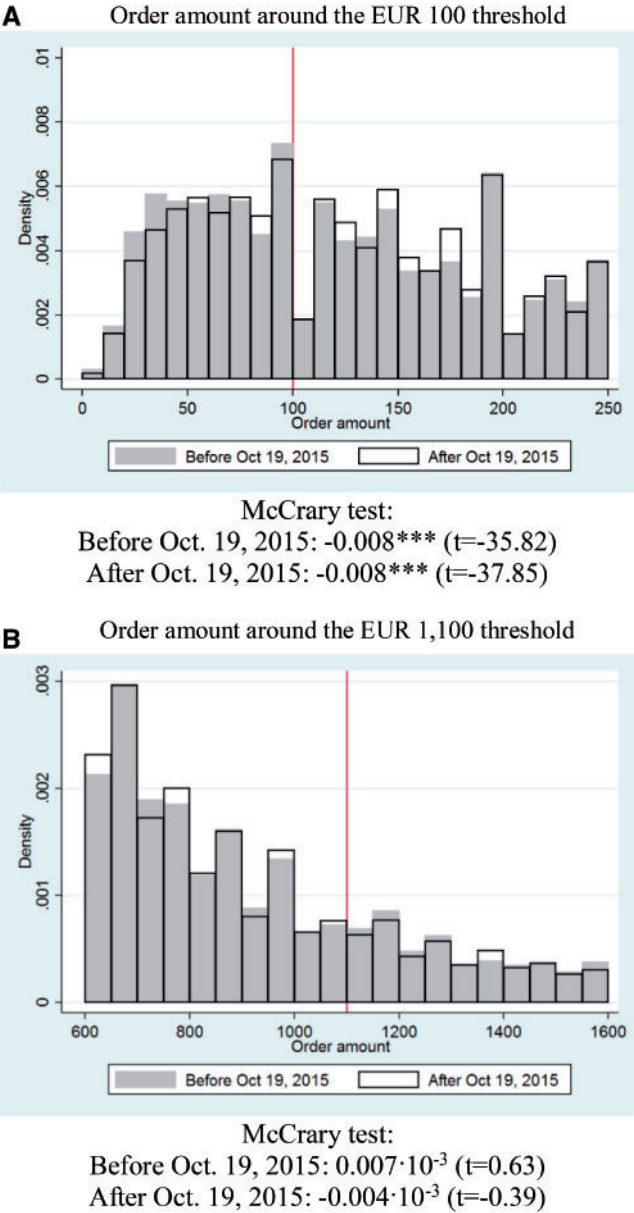 A
Order amount around the EUR 100 threshold
.01
.008
.006
.004
.002
0
Density
0 50 100 150 200 250
Order amount
Before Oct 19, 2015 After Oct 19, 2015
McCrary test:
Before Oct. 19, 2015: -0.008*** (t=-35.82)
After Oct. 19, 2015: -0.008*** (t=-37.85)
B
Order amount around the EUR 1,100 threshold
.003
.002
.001
0
Density
600 800 1000 1200 1400 1600
Order amount
Before Oct 19, 2015 After Oct 19, 2015
McCrary test:
Before Oct. 19, 2015: 0.007·10⁻³ (t=0.63)
After Oct. 19, 2015: -0.004·10⁻³ (t=-0.39)